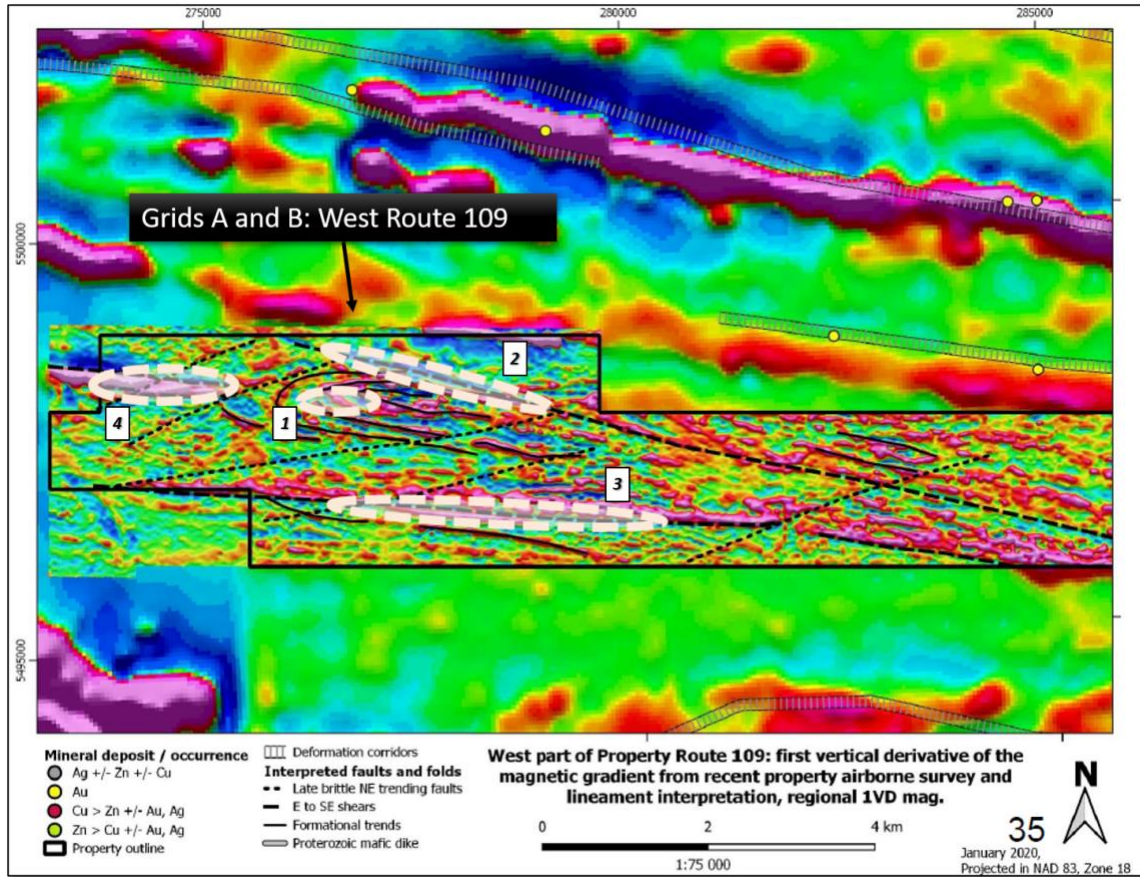 275000
280000
285000
Grids A and B: West Route 109
5500000
2
4
1
3
5495000
Mineral deposit / occurrence
Ag +/- Zn +/- Cu
Au
Cu > Zn +/- Au, Ag
Zn > Cu +/- Au, Ag
Property outline
Deformation corridors
Interpreted faults and folds
Late brittle NE trending faults
E to SE shears
Formational trends
Proterozoic mafic dike
West part of Property Route 109: first vertical derivative of the
magnetic gradient from recent property airborne survey and
lineament interpretation, regional 1VD mag.
0 2 4 km
1:75 000
N
35
January 2020,
Projected in NAD 83, Zone 18